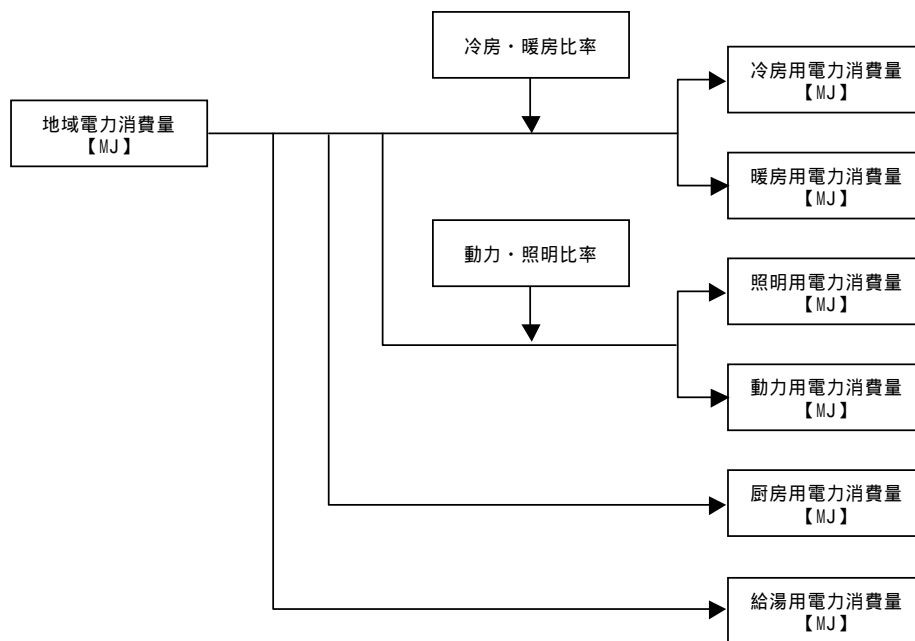 冷房・暖房比率
冷房用電力消費量
【MJ】
地域電力消費量
【MJ】
暖房用電力消費量
【MJ】
動力・照明比率
照明用電力消費量
【MJ】
動力用電力消費量
【MJ】
厨房用電力消費量
【MJ】
給湯用電力消費量
【MJ】